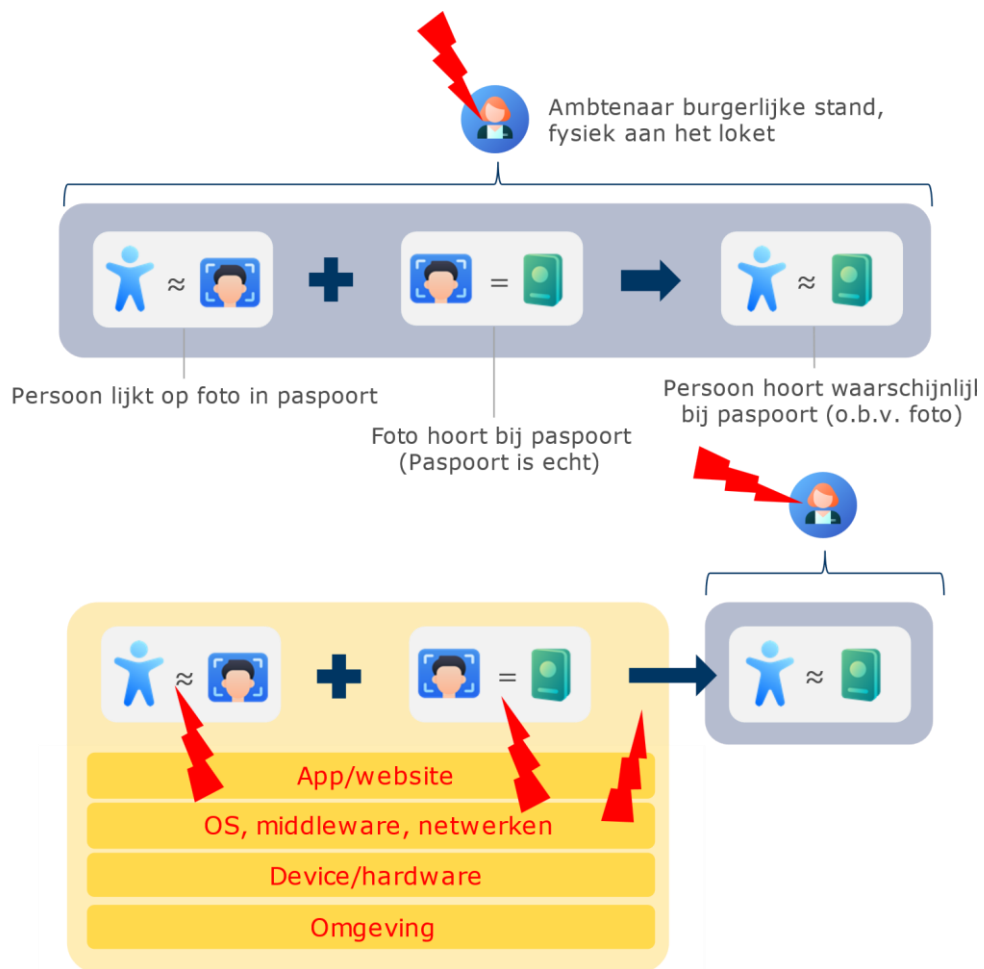 Ambtenaar burgerlijke stand,
fysiek aan het loket
≈
=
≈
Persoon lijkt op foto in paspoort
Foto hoort bij paspoort
(Paspoort is echt)
Persoon hoort waarschijnlijl
bij paspoort (o.b.v. foto)
≈
=
≈
App/website
OS, middleware, netwerken
Device/hardware
Omgeving